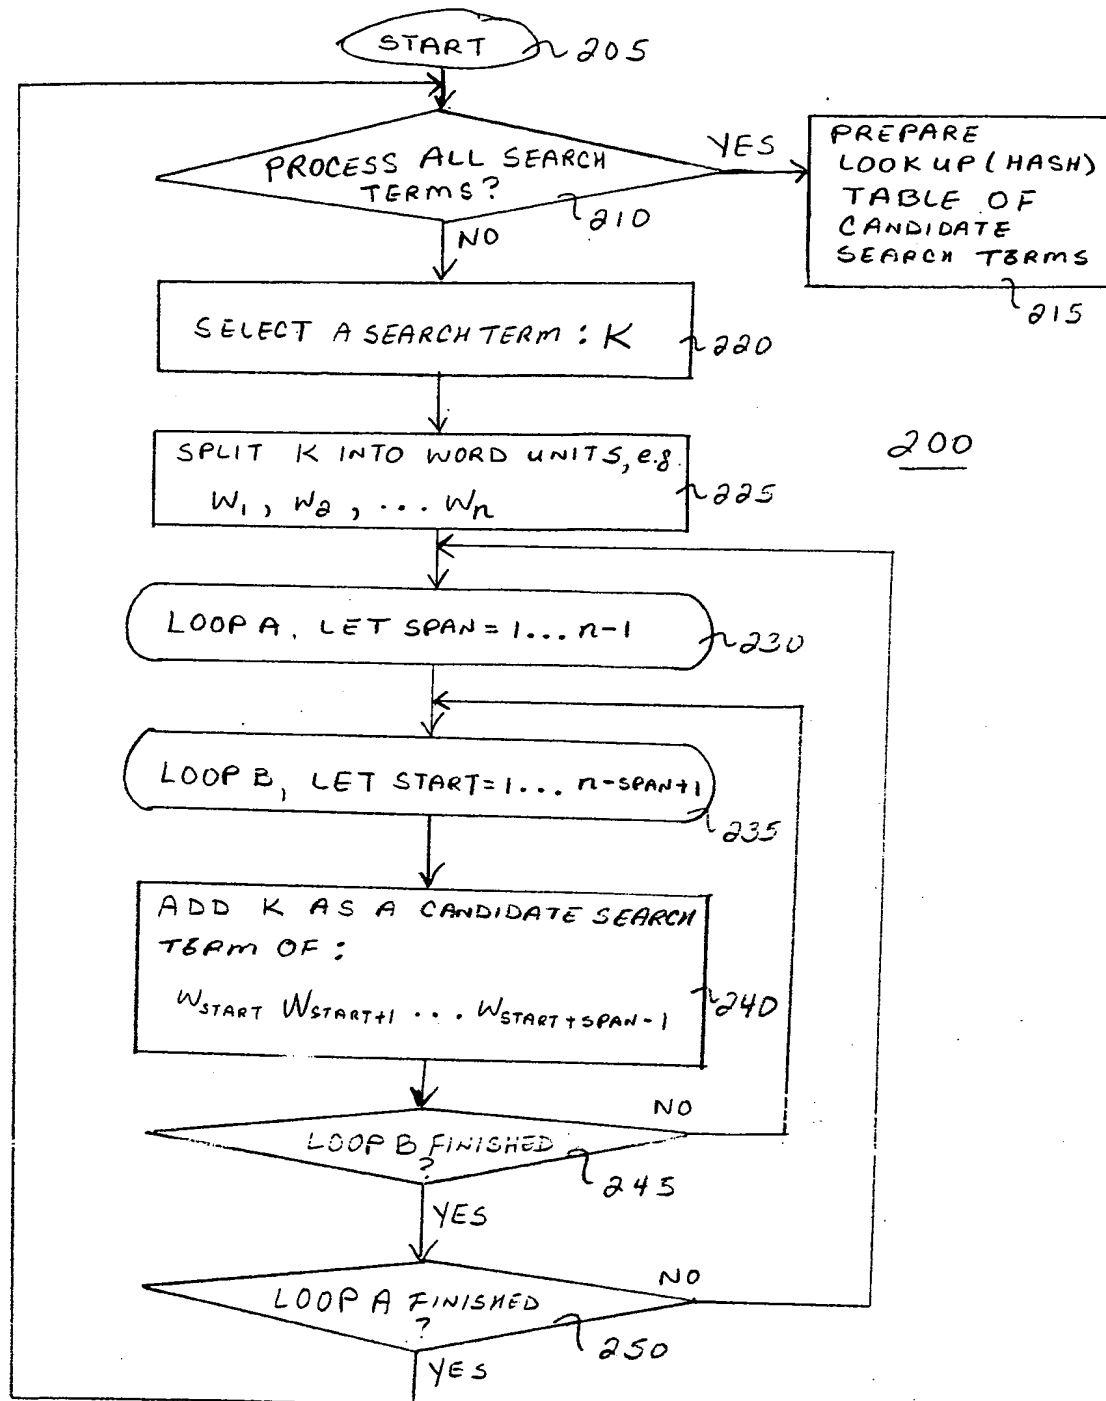 START
205
PROCESS ALL SEARCH
TERMS?
210
YES
PREPARE
LOOKUP (HASH)
TABLE OF
CANDIDATE
SEARCH TERMS
215
NO
SELECT A SEARCH TERM : K
220
SPLIT K INTO WORD UNITS, e.g.
W1, W2, ... Wn
225
200
LOOP A, LET SPAN = 1... n-1
230
LOOP B, LET START = 1... n-SPAN+1
235
ADD K AS A CANDIDATE SEARCH
TERM OF :
WSTART WSTART+1 ... WSTART+SPAN-1
240
NO
LOOP B FINISHED
?
245
YES
NO
LOOP A FINISHED
?
250
YES